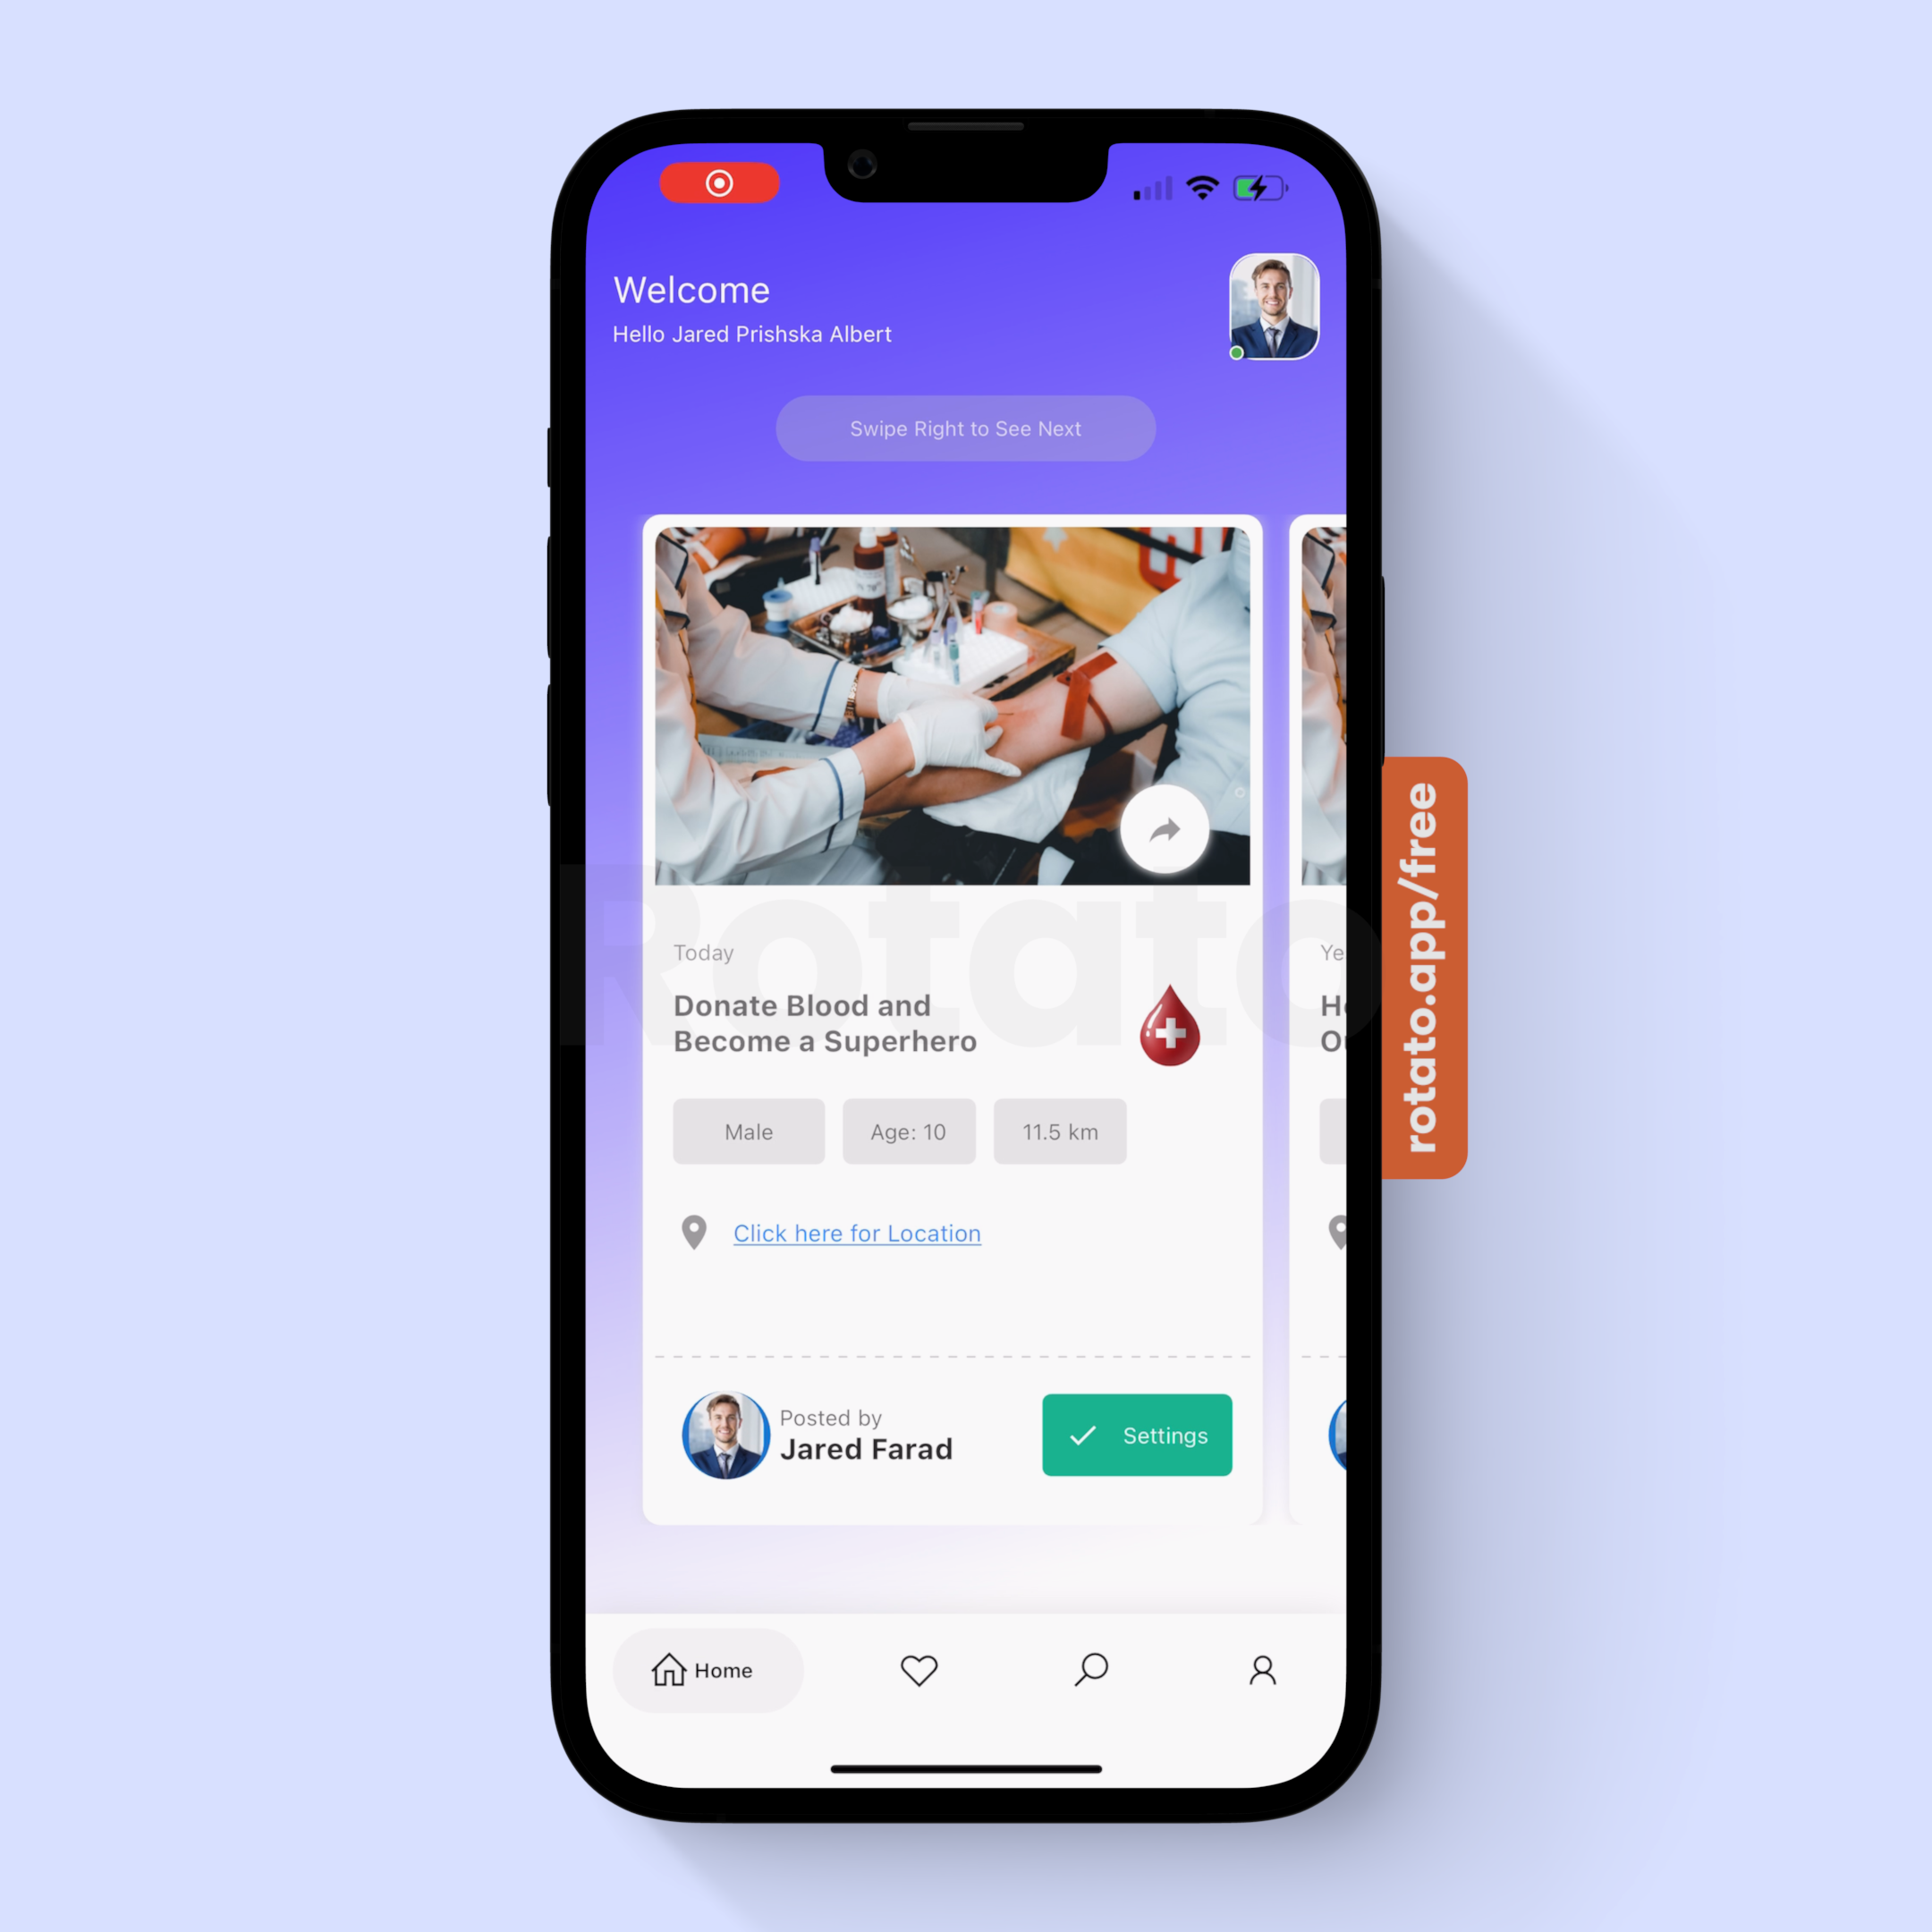 Welcome
Hello Jared Prishska Albert
Swipe Right to See Next
Today
Donate Blood and
Become a Superhero
Male
Age: 10
11.5 km
Click here for Location
Posted by
Jared Farad
Settings
Ye
H
O
Home
Rotato
rotato.app/free